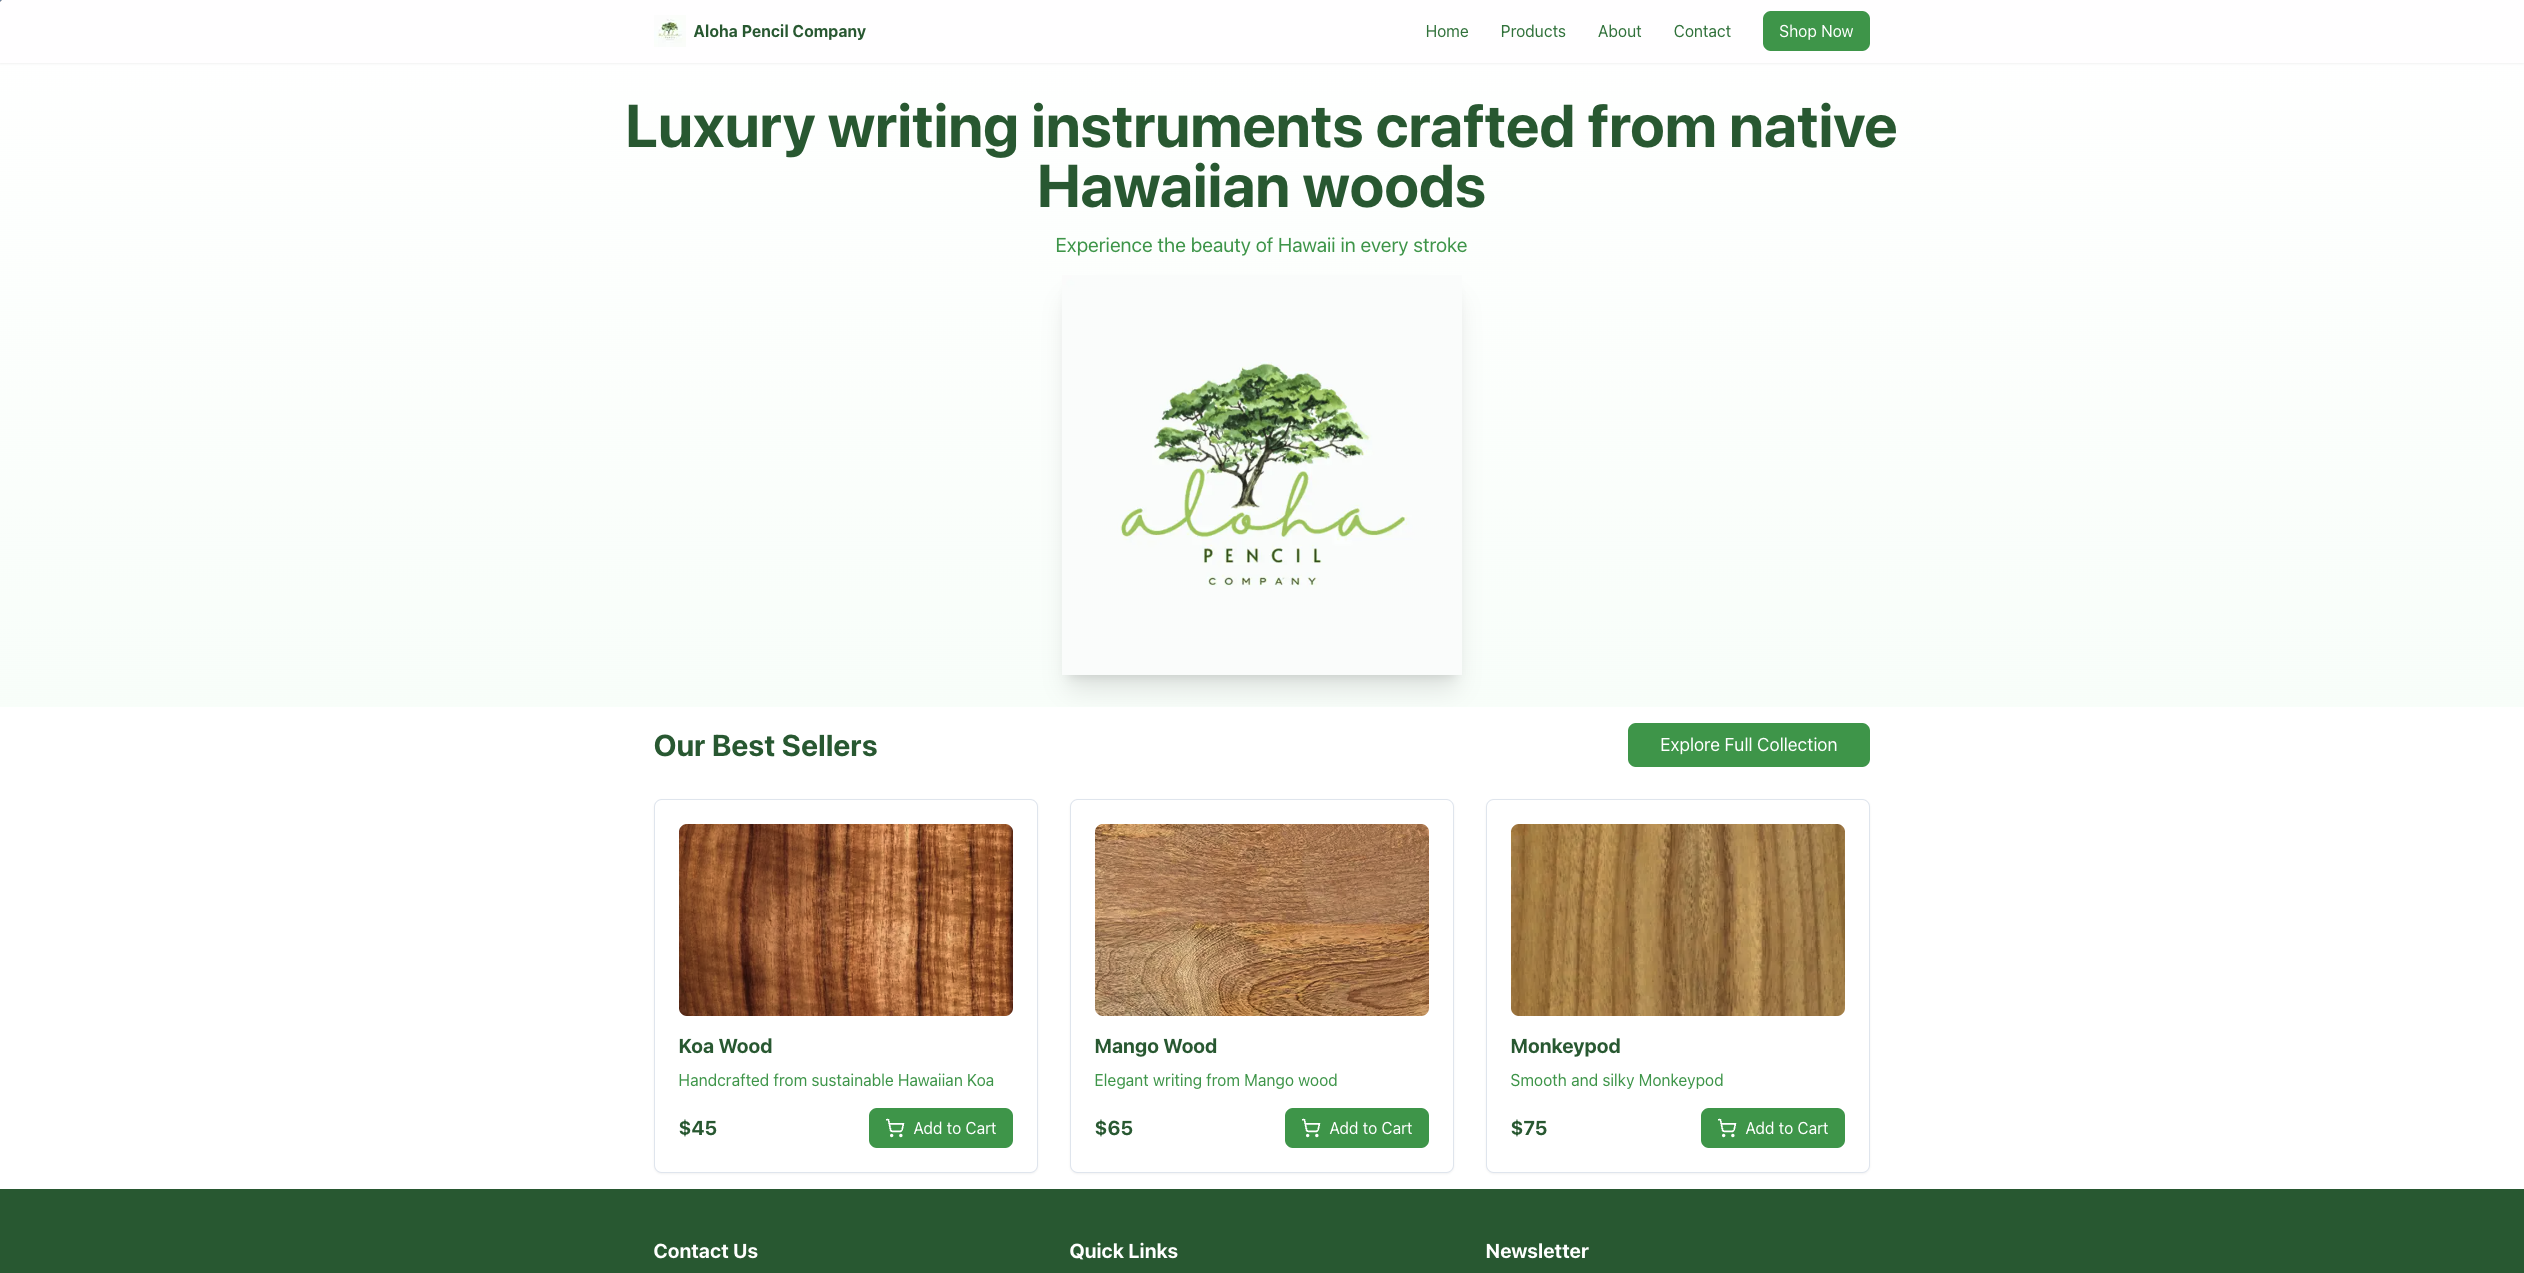 Aloha Pencil Company
Home
Products
About
Contact
Shop Now
Luxury writing instruments crafted from native
Hawaiian woods
Experience the beauty of Hawaii in every stroke
aloha
PENCIL
COMPANY
Our Best Sellers
Explore Full Collection
Koa Wood
Handcrafted from sustainable Hawaiian Koa
$45
Add to Cart
Mango Wood
Elegant writing from Mango wood
$65
Add to Cart
Monkeypod
Smooth and silky Monkeypod
$75
Add to Cart
Contact Us
Quick Links
Newsletter